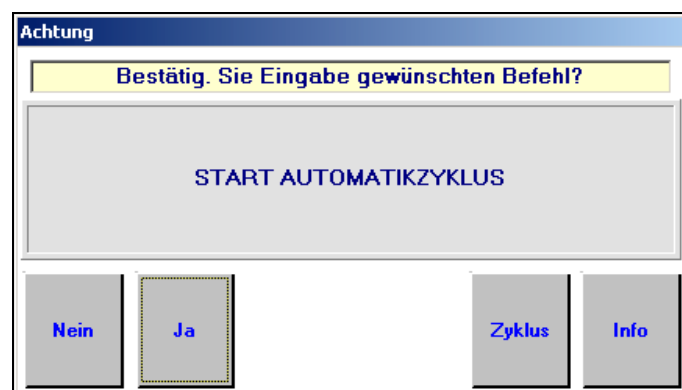 Achtung
Bestätig. Sie Eingabe gewünschten Befehl?
START AUTOMATIKZYKLUS
Nein Ja Zyklus Info